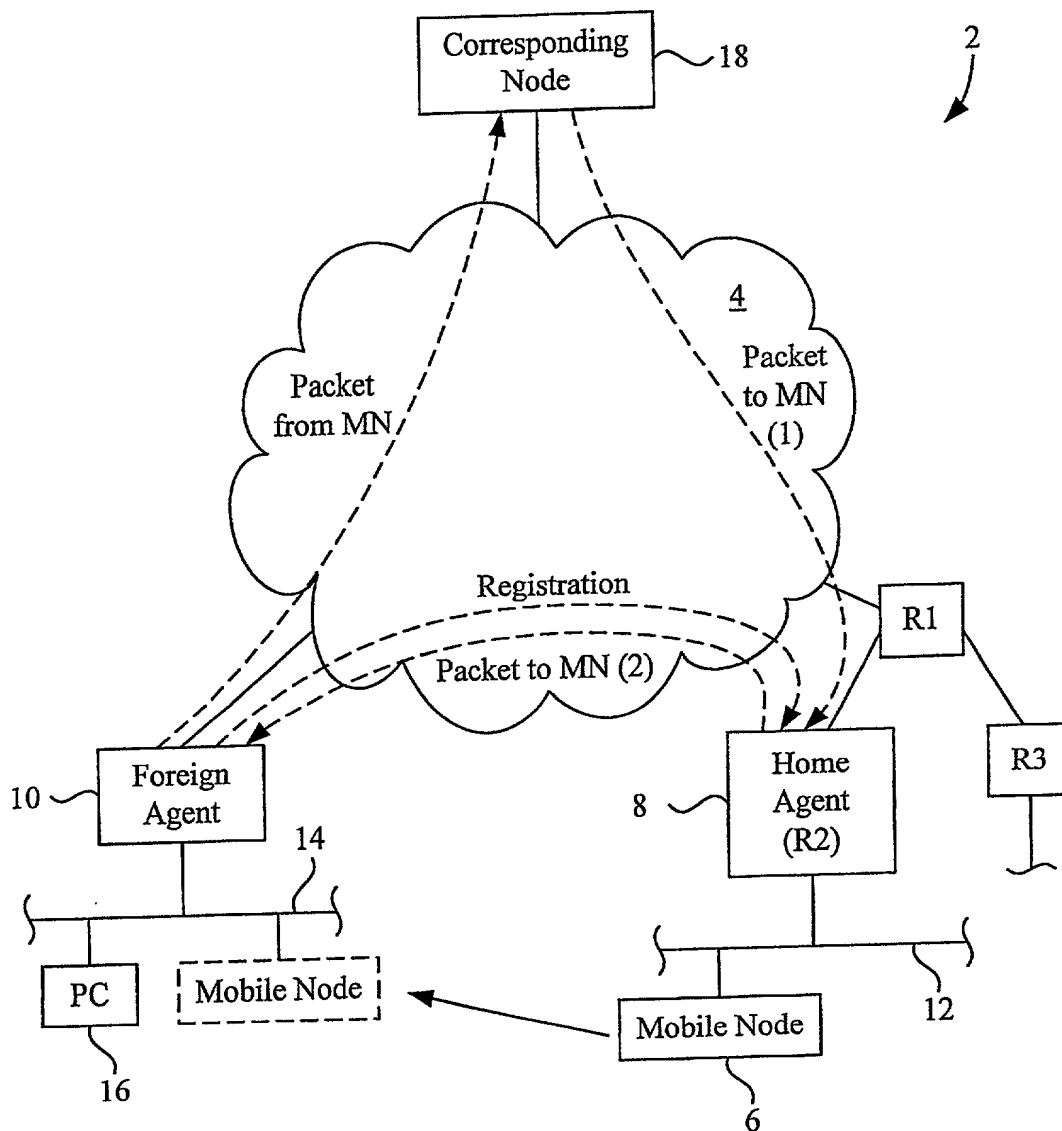 Corresponding
Node
18
2
4
Packet
to MN
(1)
Packet
from MN
Registration
Packet to MN (2)
R1
R3
Foreign
Agent
10
Home
Agent
(R2)
8
14
12
PC
Mobile Node
Mobile Node
16
6